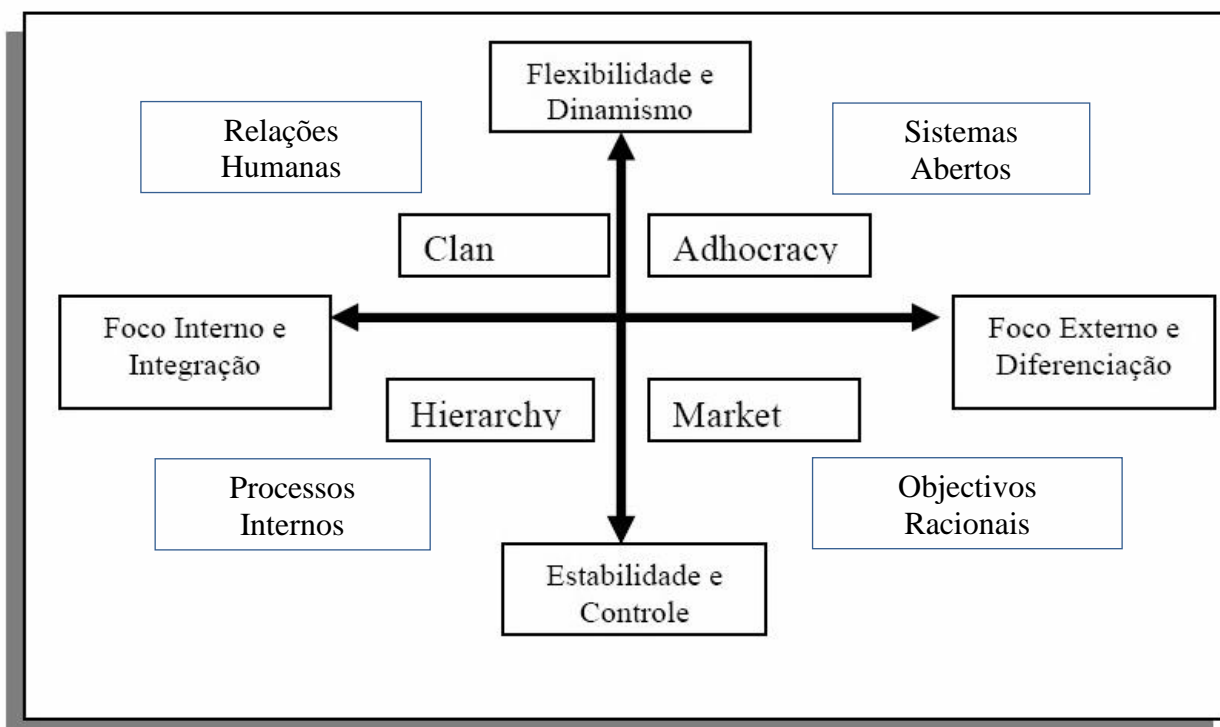 Flexibilidade e
Dinamismo
Relações
Humanas
Sistemas
Abertos
Clan
Adhocracy
Foco Interno e
Integração
Foco Externo e
Diferenciação
Hierarchy
Market
Processos
Internos
Objectivos
Racionais
Estabilidade e
Controle